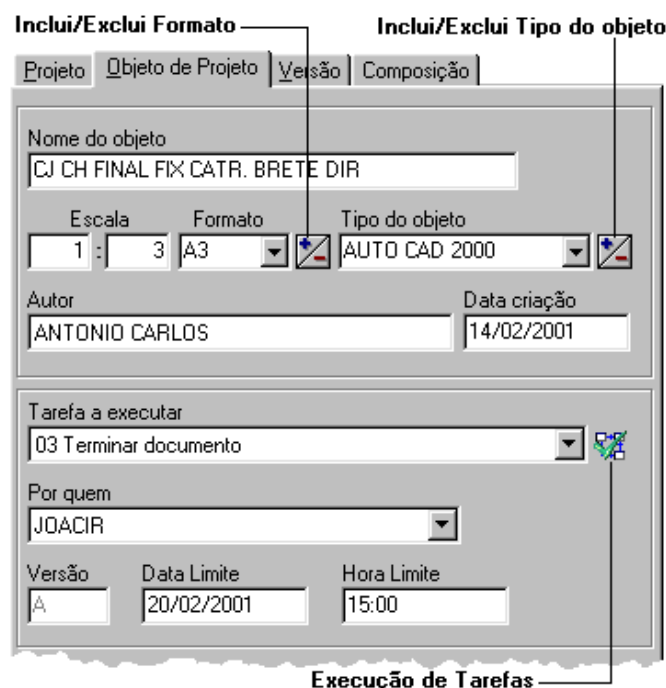 Inclui/Exclui Formato
Inclui/Exclui Tipo do objeto
Projeto Objeto de Projeto Versão Composição
Nome do objeto
CJ CH FINAL FIX CATR. BRETE DIR
Escala Formato Tipo do objeto
1 : 3 A3 AUTO CAD 2000
Autor Data criação
ANTONIO CARLOS 14/02/2001
Tarefa a executar
03 Terminar documento
Por quem
JOACIR
Versão Data Limite Hora Limite
A 20/02/2001 15:00
Execução de Tarefas